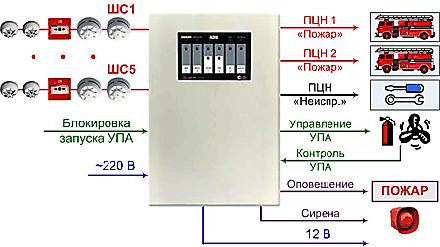 ШС1
ШС5
Блокировка
запуска УПА
~220 В
ПЦН 1
«Пожар»
ПЦН 2
«Пожар»
ПЦН
«Неиспр.»
Управление
УПА
Контроль
УПА
Оповещение
ПОЖАР
Сирена
12 В